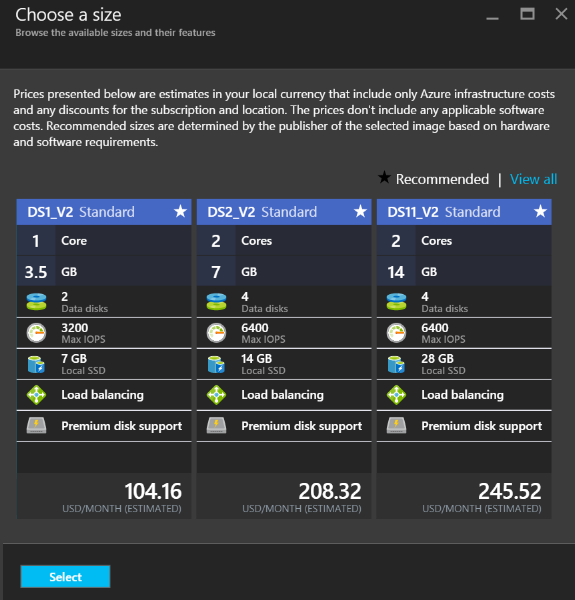 Choose a size
Browse the available sizes and their features
Prices presented below are estimates in your local currency that include only Azure infrastructure costs
and any discounts for the subscription and location. The prices don't include any applicable software
costs. Recommended sizes are determined by the publisher of the selected image based on hardware
and software requirements.
★ Recommended | View all
DS1_V2 Standard ★
1 Core
3.5 GB
2
Data disks
3200
Max IOPS
7 GB
Local SSD
Load balancing
Premium disk support
104.16
USD/MONTH (ESTIMATED)
DS2_V2 Standard ★
2 Cores
7 GB
4
Data disks
6400
Max IOPS
14 GB
Local SSD
Load balancing
Premium disk support
208.32
USD/MONTH (ESTIMATED)
DS11_V2 Standard ★
2 Cores
14 GB
4
Data disks
6400
Max IOPS
28 GB
Local SSD
Load balancing
Premium disk support
245.52
USD/MONTH (ESTIMATED)
Select